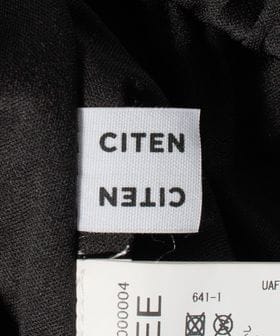 CITEN
CITEN
UAF
641-1
000004
EE